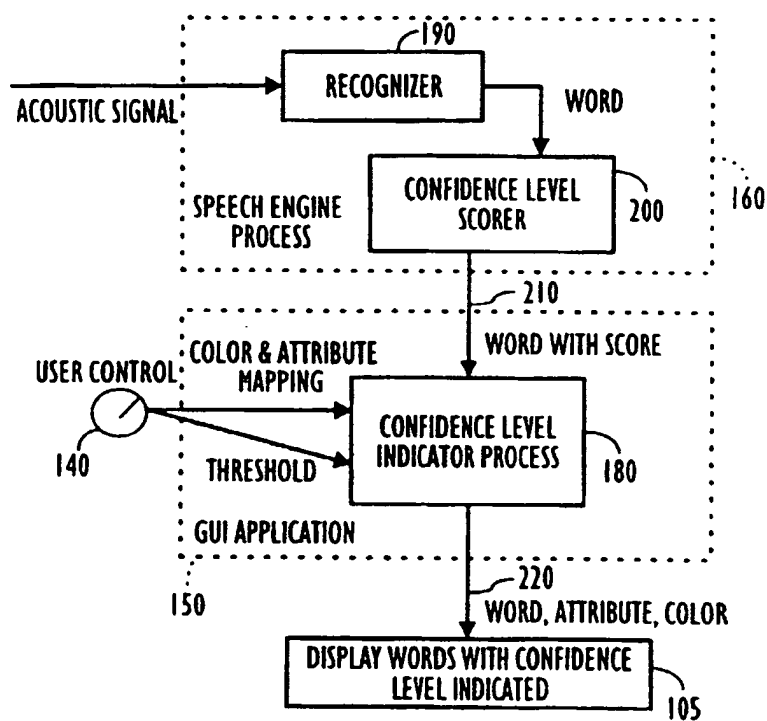 190
RECOGNIZER
ACOUSTIC SIGNAL
WORD
CONFIDENCE LEVEL
SCORER
200
160
SPEECH ENGINE
PROCESS
210
WORD WITH SCORE
COLOR & ATTRIBUTE
MAPPING
USER CONTROL
140
THRESHOLD
CONFIDENCE LEVEL
INDICATOR PROCESS
180
GUI APPLICATION
150
220
WORD, ATTRIBUTE, COLOR
DISPLAY WORDS WITH CONFIDENCE
LEVEL INDICATED
105